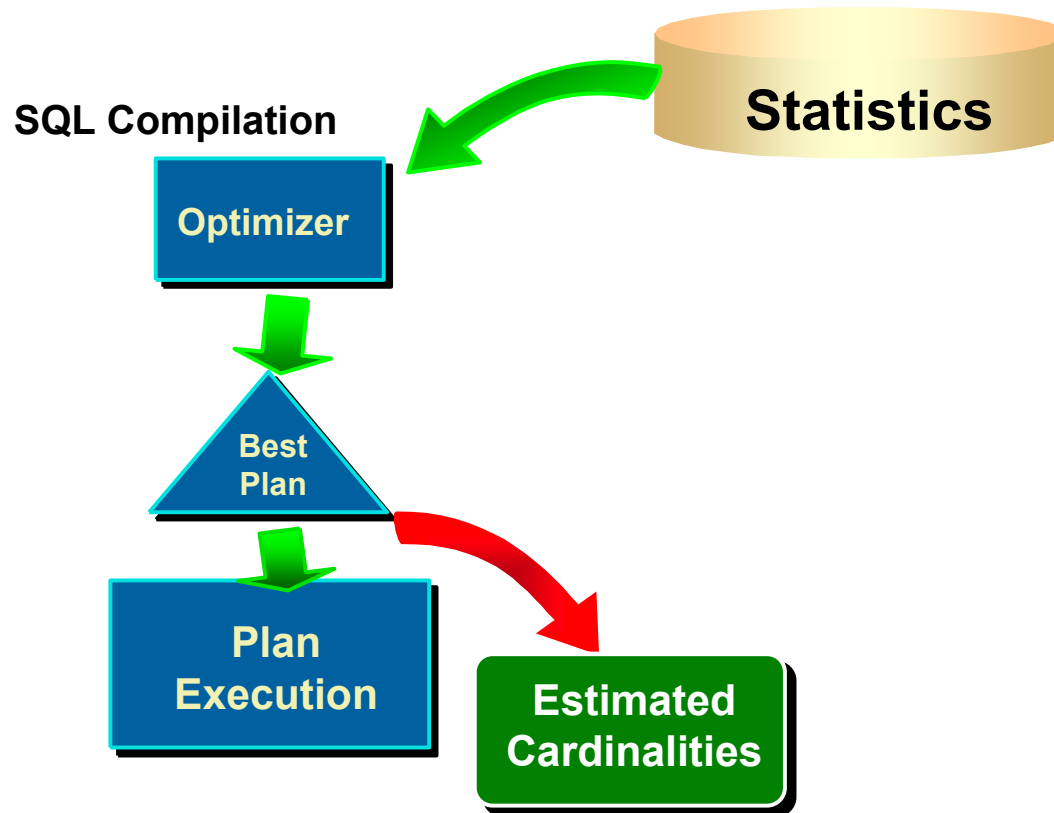 SQL Compilation
Statistics
Optimizer
Best
Plan
Plan
Execution
Estimated
Cardinalities